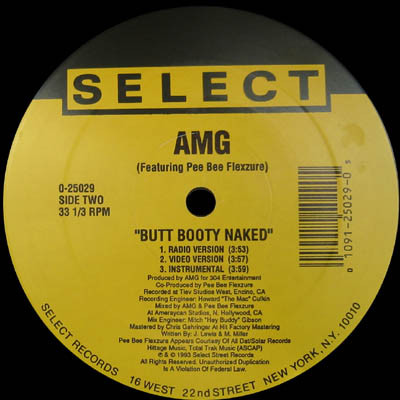 SELECT
AMG
(Featuring Pee Bee Flexzure)
0-25029
SIDE TWO
33 1/3 RPM
"BUTT BOOTY NAKED"
1. RADIO VERSION (3:53)
2. VIDEO VERSION (3:57)
3. INSTRUMENTAL (3:59)
Produced by AMG for 304 Entertainment
Co-Produced by Pee Bee Flexzure
Recorded at Tiev Studios West, Encino, CA
Recording Engineer: Howard "The Mac" Culkin
Mixed by AMG & Pee Bee Flexzure
At Ameraycan Studios, N. Hollywood, CA
Mix Engineer: Mitch "Hey Buddy" Gibson
Mastered by Chris Gehringer At Hit Factory Mastering
Written by: J. Lewis & M. Miller
Pee Bee Flexzure Appears Courtesy Of All Def/Solar Records
Hittage Music, Total Trak Music (ASCAP)
℗ & © 1993 Select Street Records
All Rights Reserved. Unauthorized Duplication
Is A Violation Of Federal Law.
SELECT RECORDS 16 WEST 22nd STREET NEW YORK, N.Y. 10010
0 1091-25029-0 S